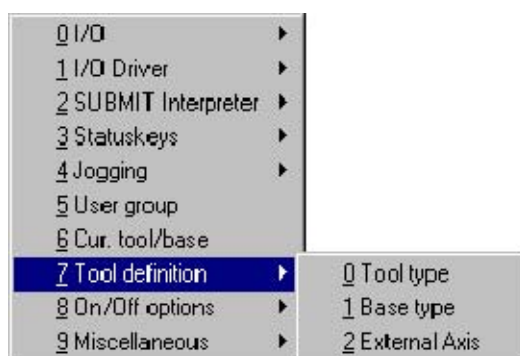 0 I/O
1 I/O Driver
2 SUBMIT Interpreter
3 Statuskeys
4 Jogging
5 User group
6 Cur. tool/base
7 Tool definition
8 On/Off options
9 Miscellaneous
0 Tool type
1 Base type
2 External Axis